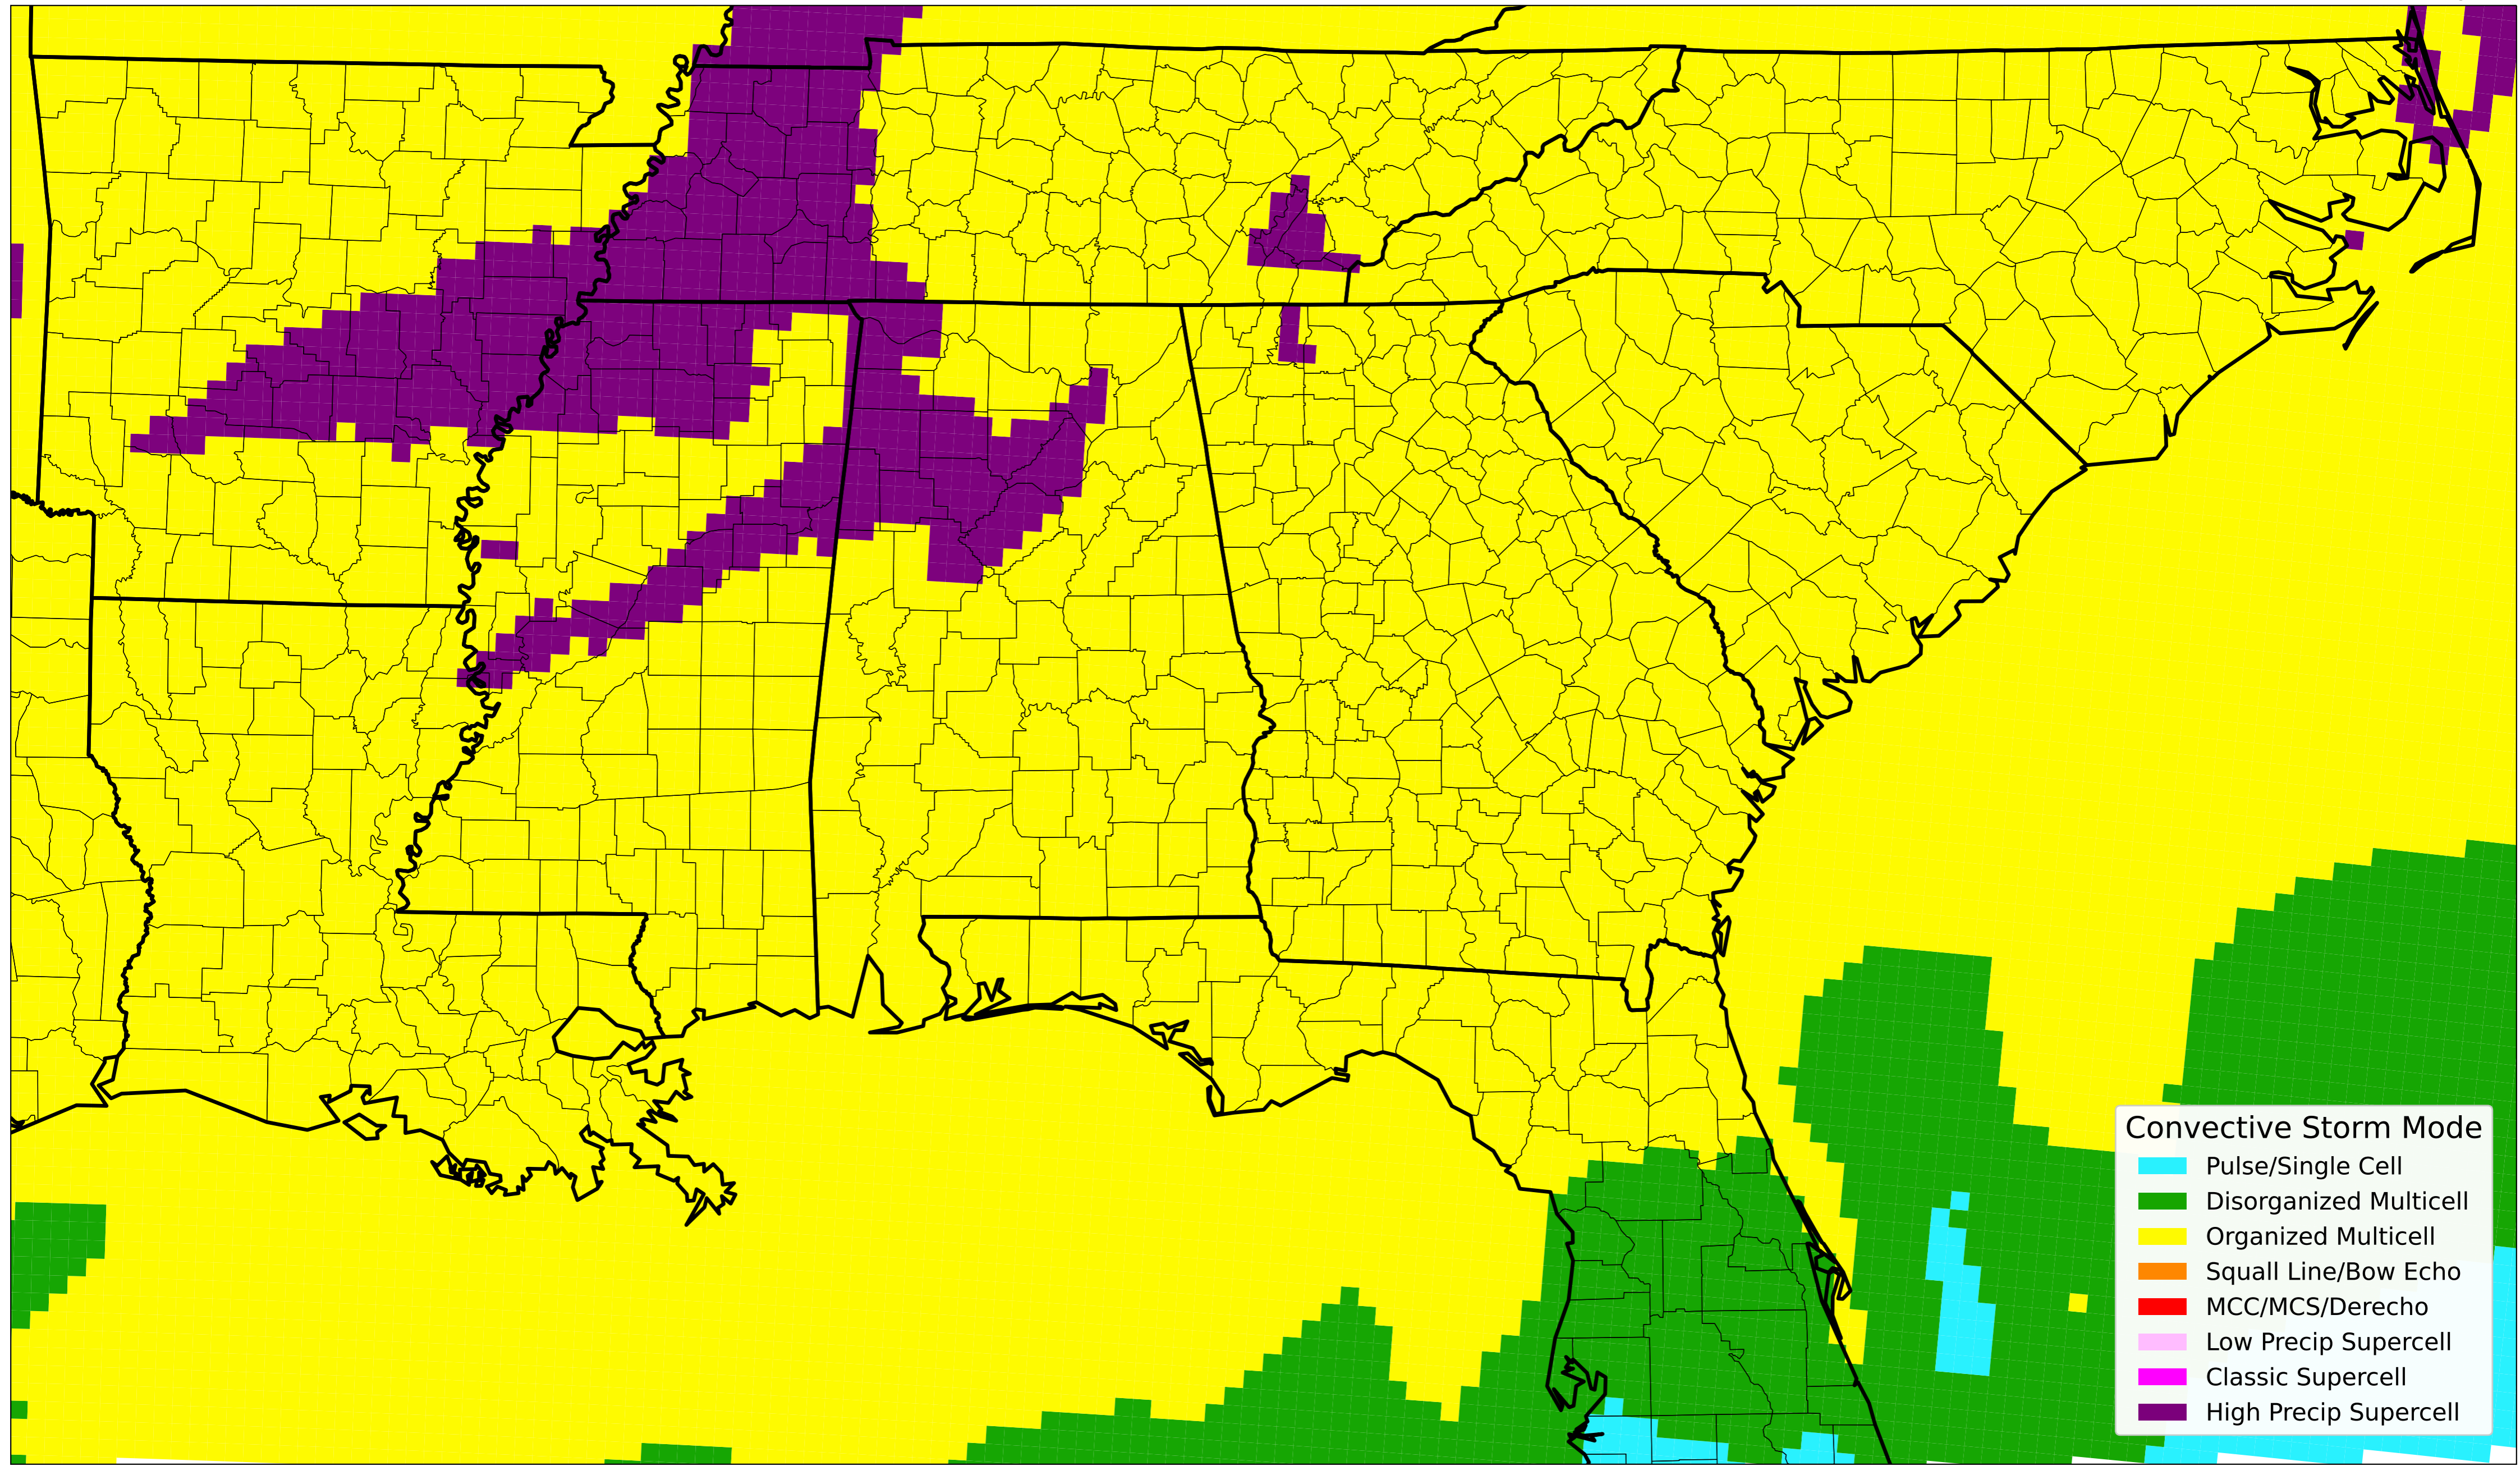 Convective Storm Mode
Pulse/Single Cell
Disorganized Multicell
Organized Multicell
Squall Line/Bow Echo
MCC/MCS/Derecho
Low Precip Supercell
Classic Supercell
High Precip Supercell